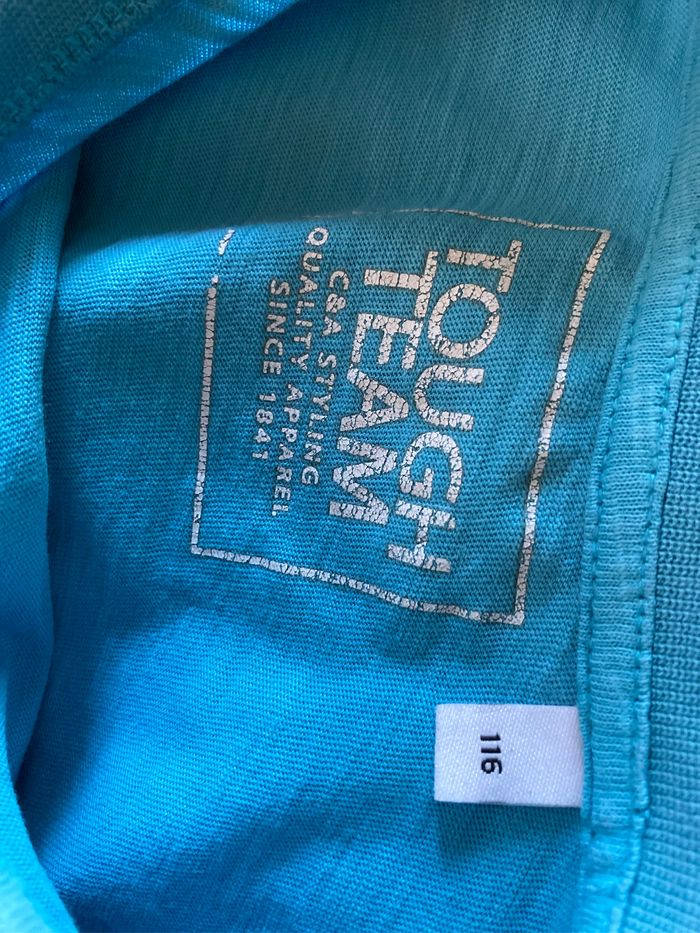 TOUGH
TEAM
C&A STYLING
QUALITY APPAREL
SINCE 1841
116